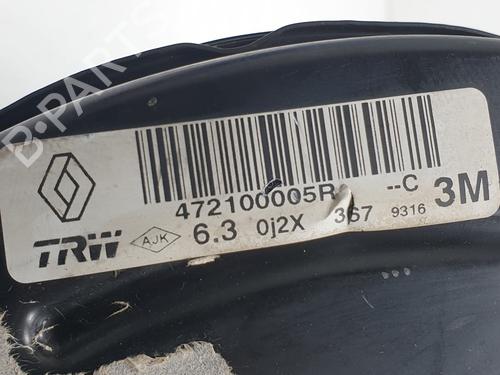 B-PARTS
472100005R --C 3M
TRW AJK 6.3 0j2X 367 9316